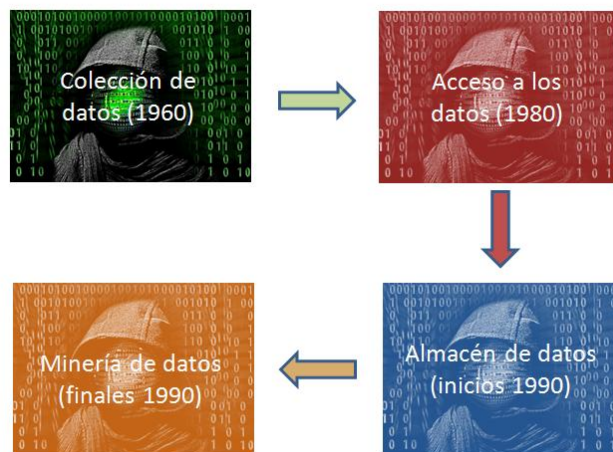 Colección de
datos (1960)
Acceso a los
datos (1980)
Almacén de datos
(inicios 1990)
Minería de datos
(finales 1990)